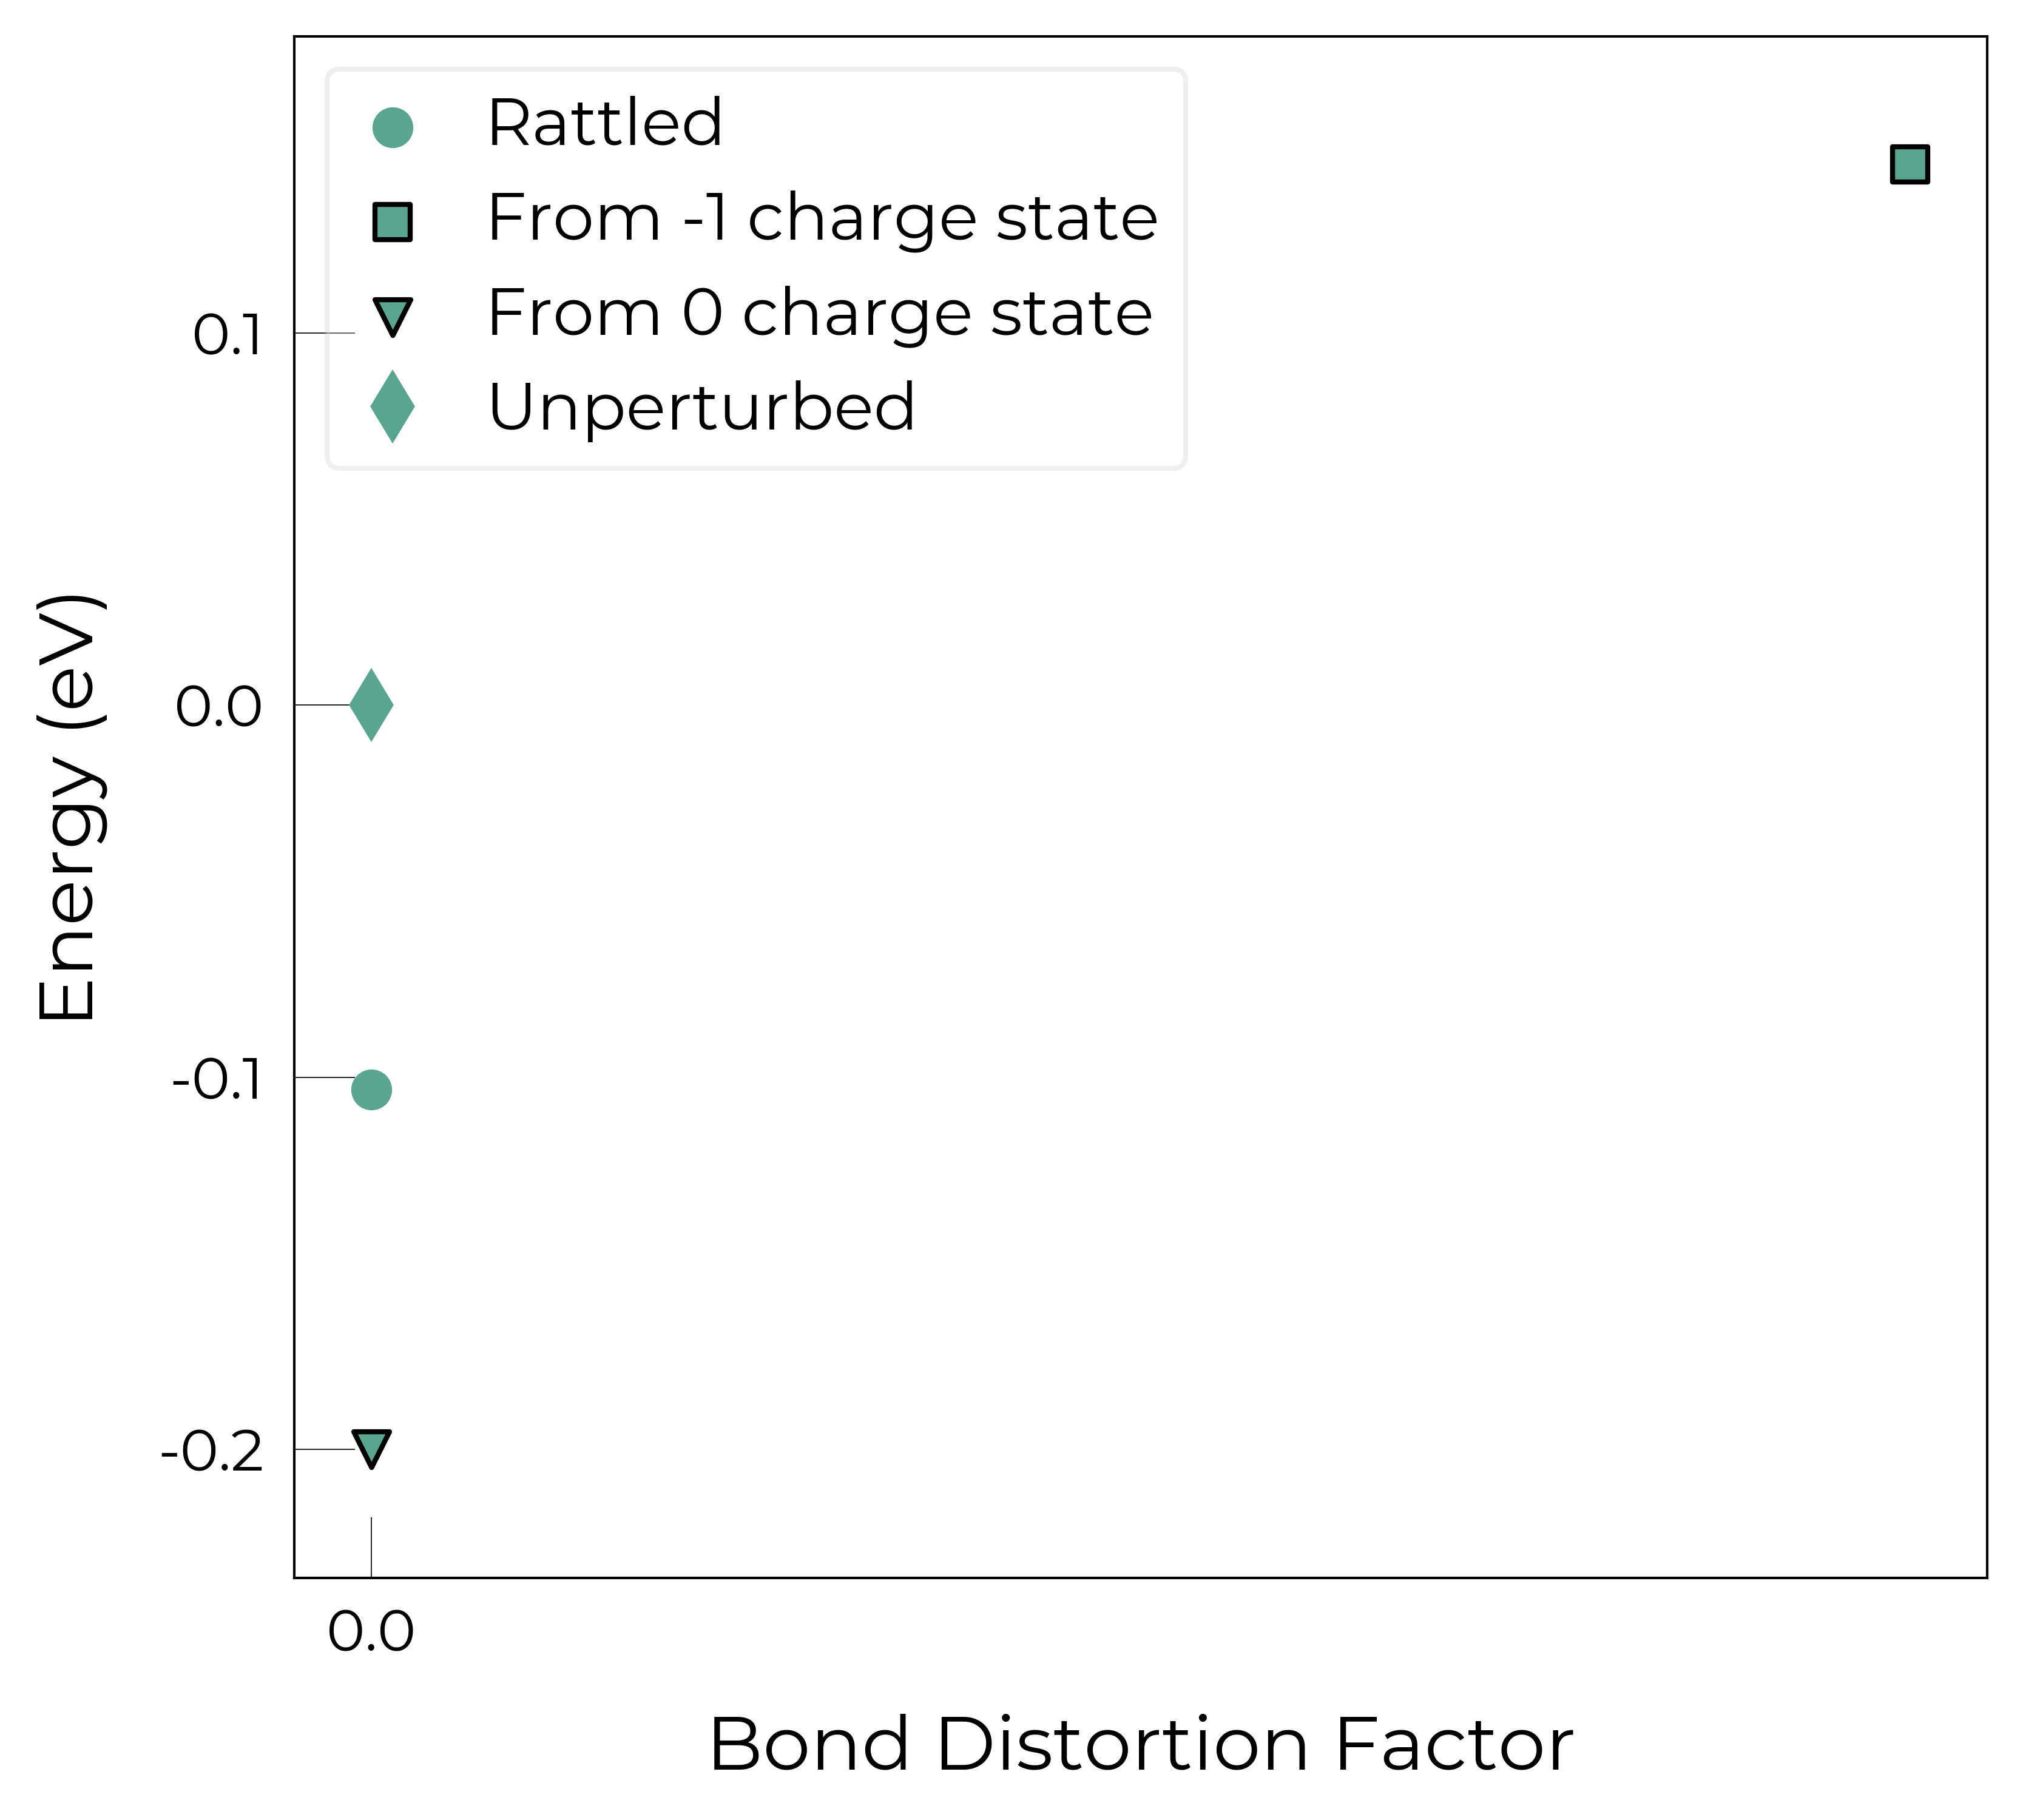 Rattled
From -1 charge state
From 0 charge state
Unperturbed
0.1
0.0
-0.1
-0.2
Energy (eV)
0.0
Bond Distortion Factor